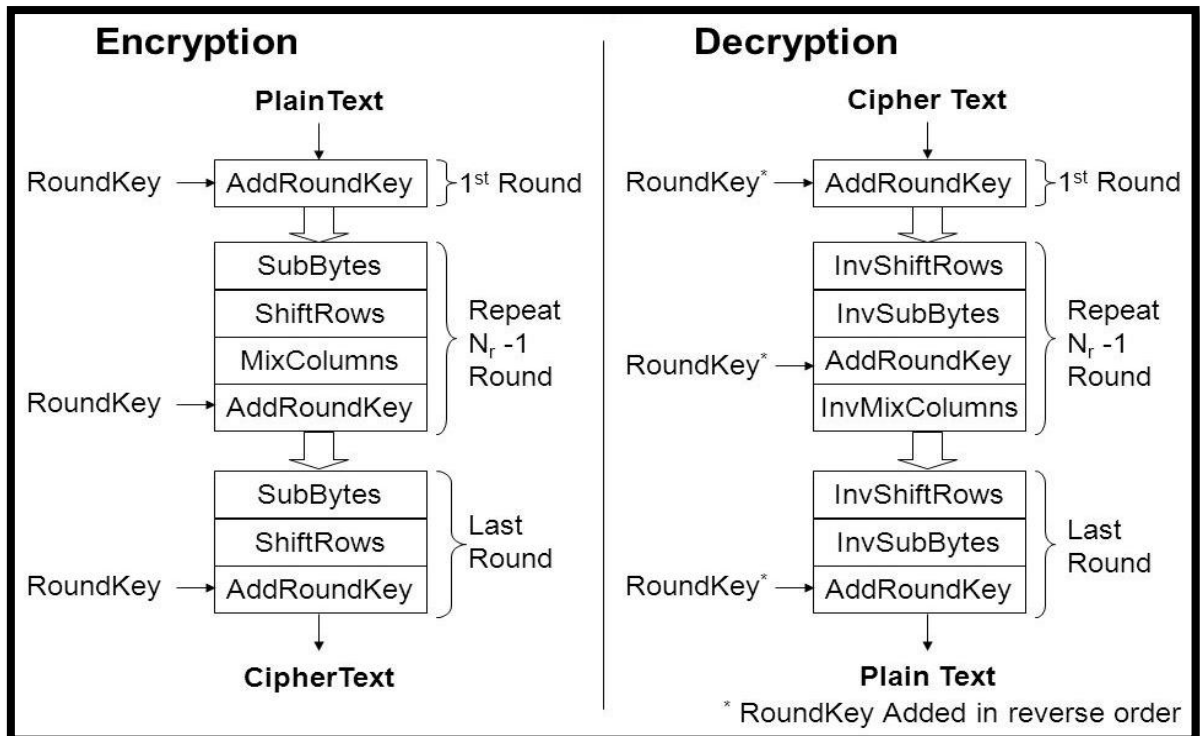 Encryption
PlainText
RoundKey
AddRoundKey
1st Round
SubBytes
ShiftRows
MixColumns
RoundKey
AddRoundKey
Repeat
Nr -1
Round
SubBytes
ShiftRows
RoundKey
AddRoundKey
Last
Round
CipherText
Decryption
Cipher Text
RoundKey*
AddRoundKey
1st Round
InvShiftRows
InvSubBytes
RoundKey*
AddRoundKey
InvMixColumns
Repeat
Nr -1
Round
InvShiftRows
InvSubBytes
RoundKey*
AddRoundKey
Last
Round
Plain Text
* RoundKey Added in reverse order